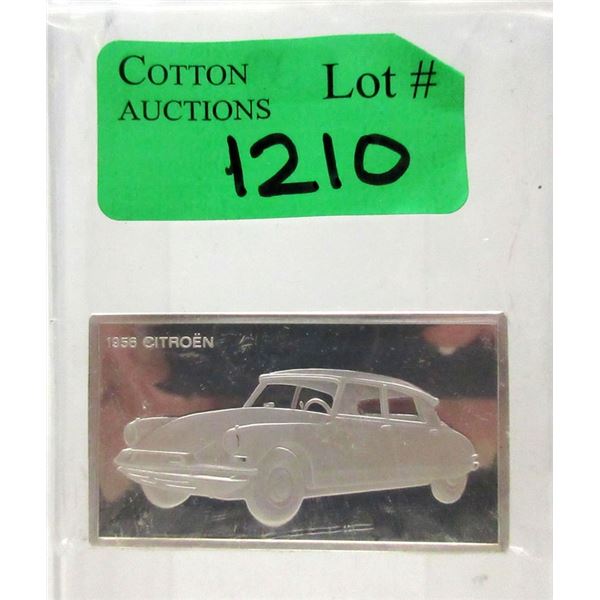 COTTON Lot #
AUCTIONS
1210
1956 CITROËN